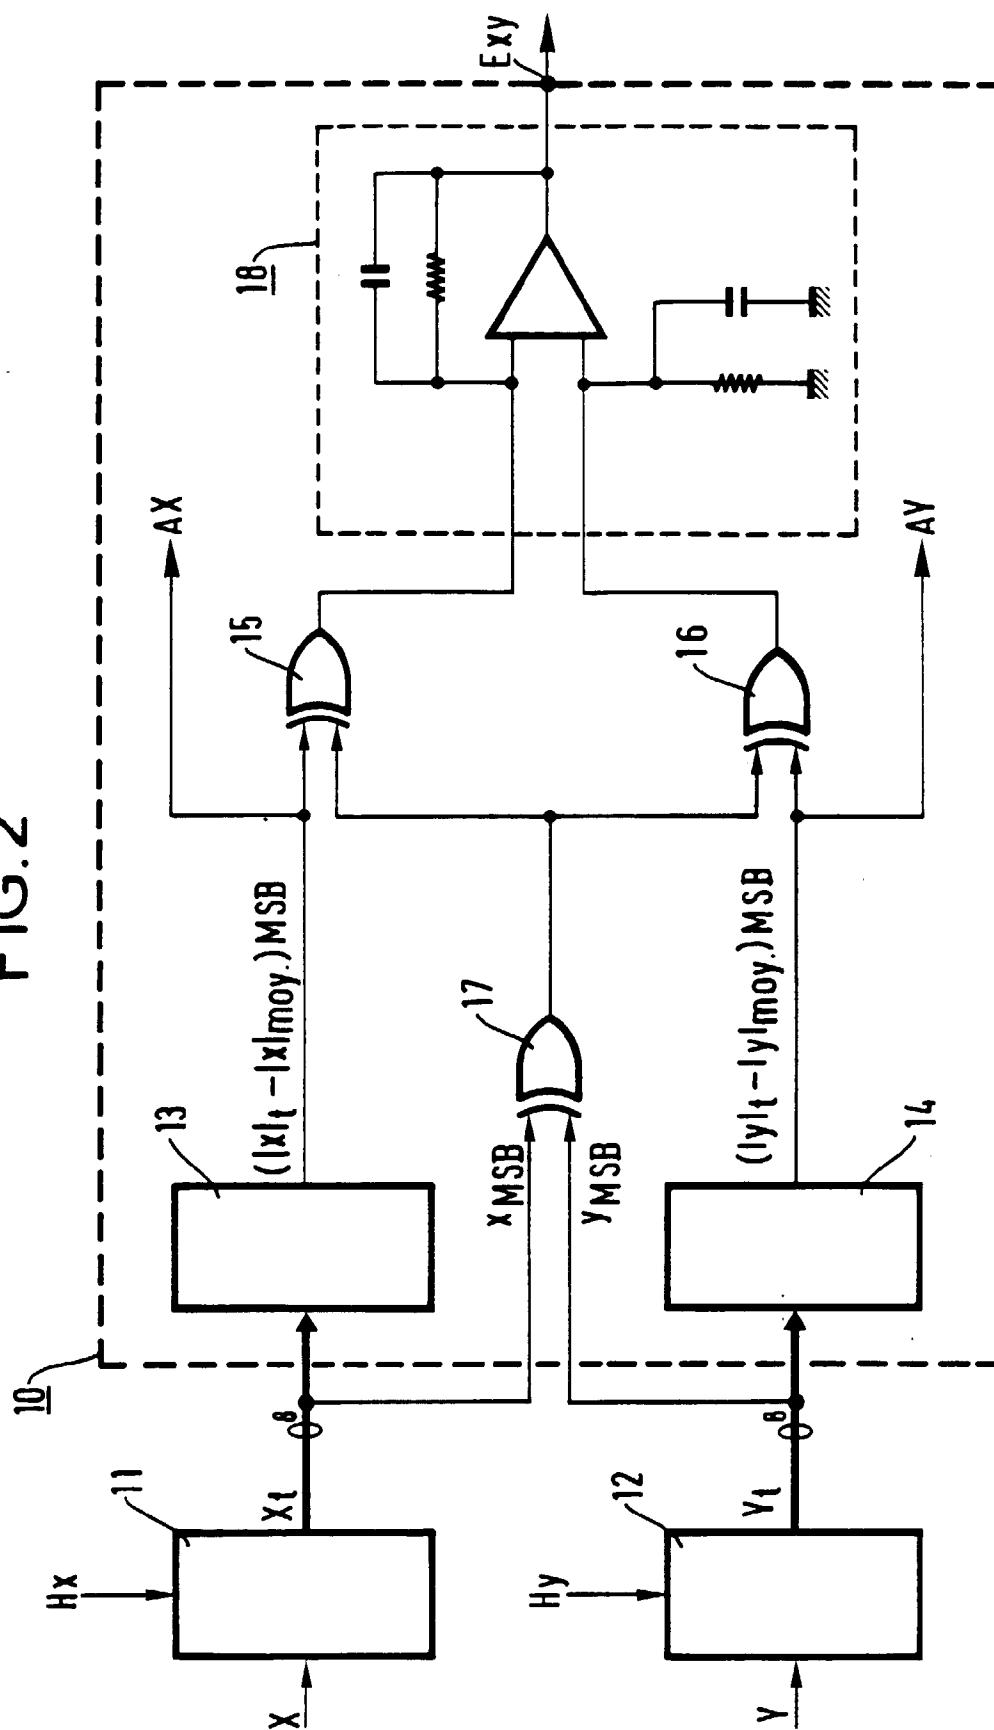 FIG.2
10
Hx
X
11
Xt
8
13
(|x|t-|x|moy.)MSB
AX
15
18
Exy
xMSB
yMSB
17
Hy
Y
12
Yt
8
14
(|y|t-|y|moy.)MSB
16
AY